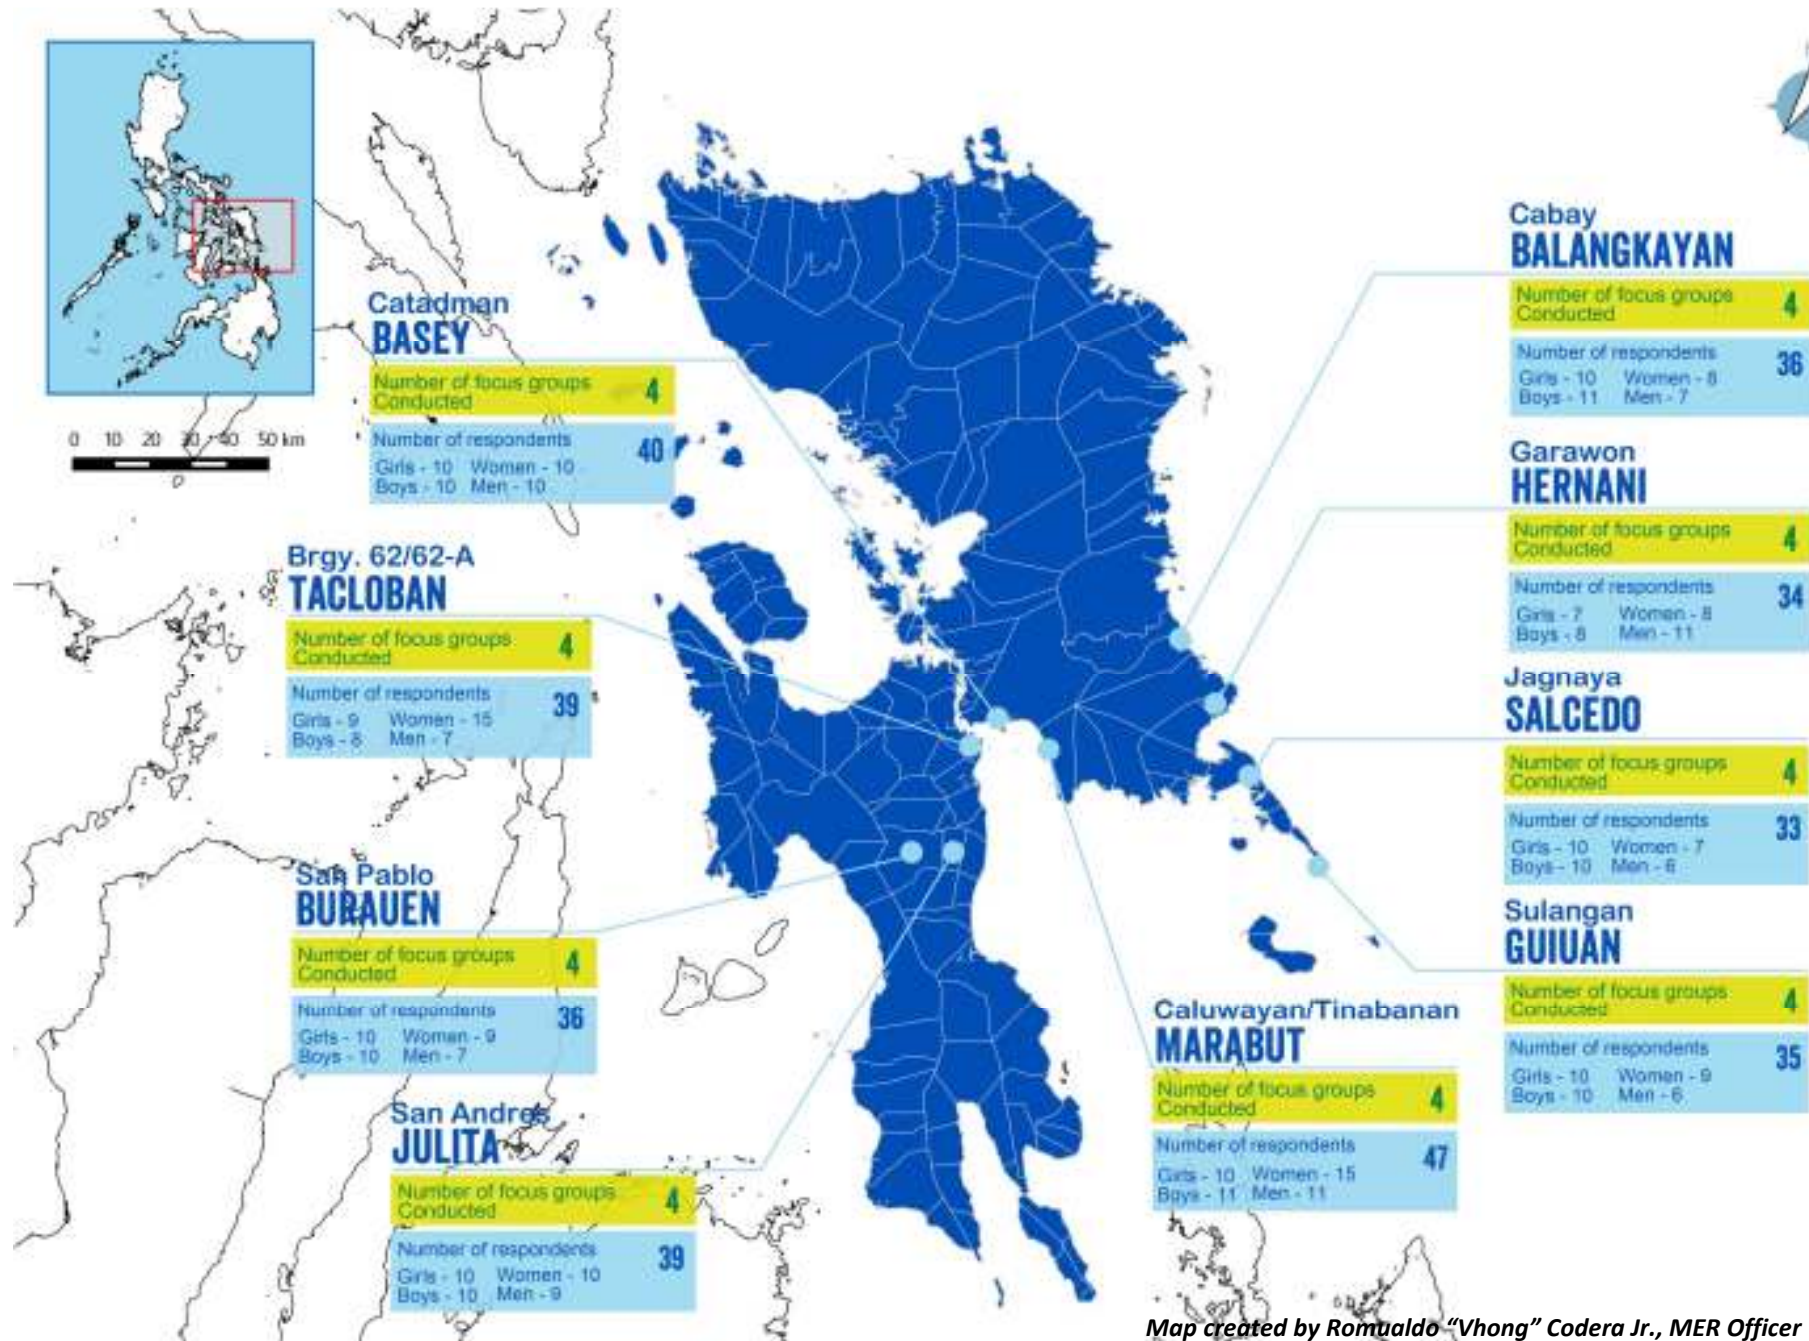 0 10 20 30 40 50 km
Catadman
BASEY
Number of focus groups
Conducted
4
Number of respondents
40
Girls - 10 Women - 10
Boys - 10 Men - 10
Brgy. 62/62-A
TACLOBAN
Number of focus groups
Conducted
4
Number of respondents
39
Girls - 9 Women - 15
Boys - 8 Men - 7
San Pablo
BURAUEN
Number of focus groups
Conducted
4
Number of respondents
36
Girls - 10 Women - 9
Boys - 10 Men - 7
San Andres
JULITA
Number of focus groups
Conducted
4
Number of respondents
39
Girls - 10 Women - 10
Boys - 10 Men - 9
Cabay
BALANGKAYAN
Number of focus groups
Conducted
4
Number of respondents
36
Girls - 10 Women - 8
Boys - 11 Men - 7
Garawon
HERNANI
Number of focus groups
Conducted
4
Number of respondents
34
Girls - 7 Women - 8
Boys - 8 Men - 11
Jagnaya
SALCEDO
Number of focus groups
Conducted
4
Number of respondents
33
Girls - 10 Women - 7
Boys - 10 Men - 6
Sulangan
GUIUAN
Number of focus groups
Conducted
4
Number of respondents
35
Girls - 10 Women - 9
Boys - 10 Men - 6
Caluwayan/Tinabanan
MARABUT
Number of focus groups
Conducted
4
Number of respondents
47
Girls - 10 Women - 15
Boys - 11 Men - 11
Map created by Romualdo “Vhong” Codera Jr., MER Officer